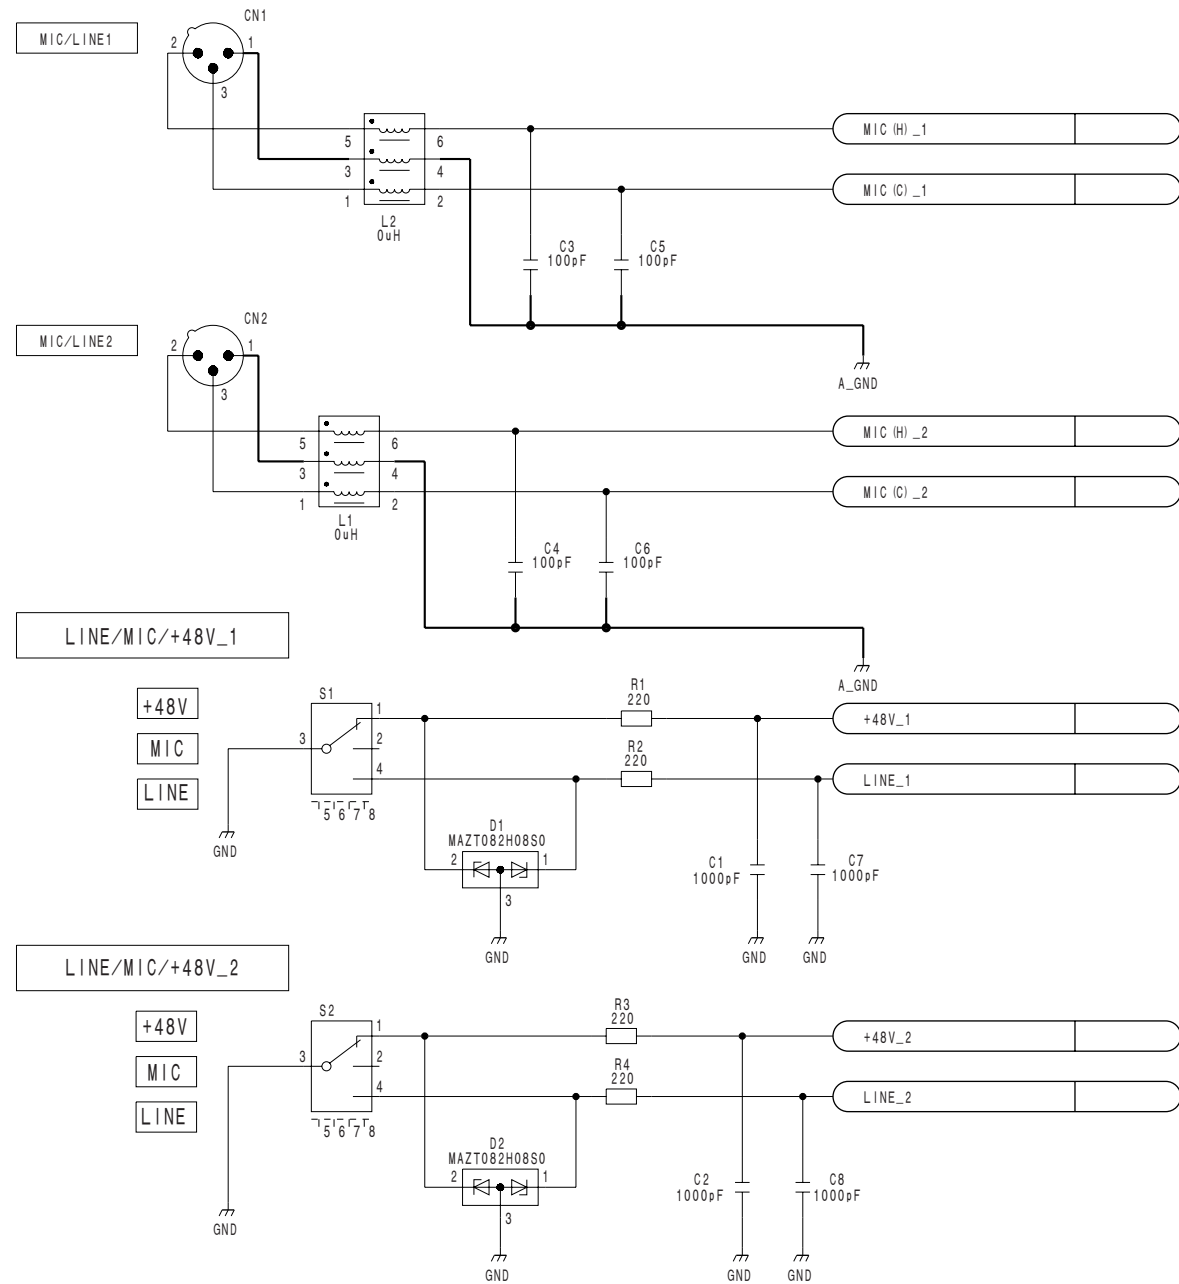 CN1
MIC/LINE1
2
1
3
5
6
MIC(H)_1
3
4
1
2
MIC(C)_1
L2
0uH
C3
100pF
C5
100pF
CN2
MIC/LINE2
2
1
3
A_GND
5
6
MIC(H)_2
3
4
1
2
MIC(C)_2
L1
0uH
C4
100pF
C6
100pF
LINE/MIC/+48V_1
A_GND
+48V
S1
1
R1
220
+48V_1
MIC
3
2
R2
220
LINE
4
LINE_1
5 6 7 8
GND
D1
MAZT082H08S0
2
1
3
C1
1000pF
C7
1000pF
GND
GND
GND
LINE/MIC/+48V_2
+48V
S2
1
R3
220
+48V_2
MIC
3
2
R4
220
LINE
4
LINE_2
5 6 7 8
D2
MAZT082H08S0
2
1
3
C2
1000pF
C8
1000pF
GND
GND
GND
GND